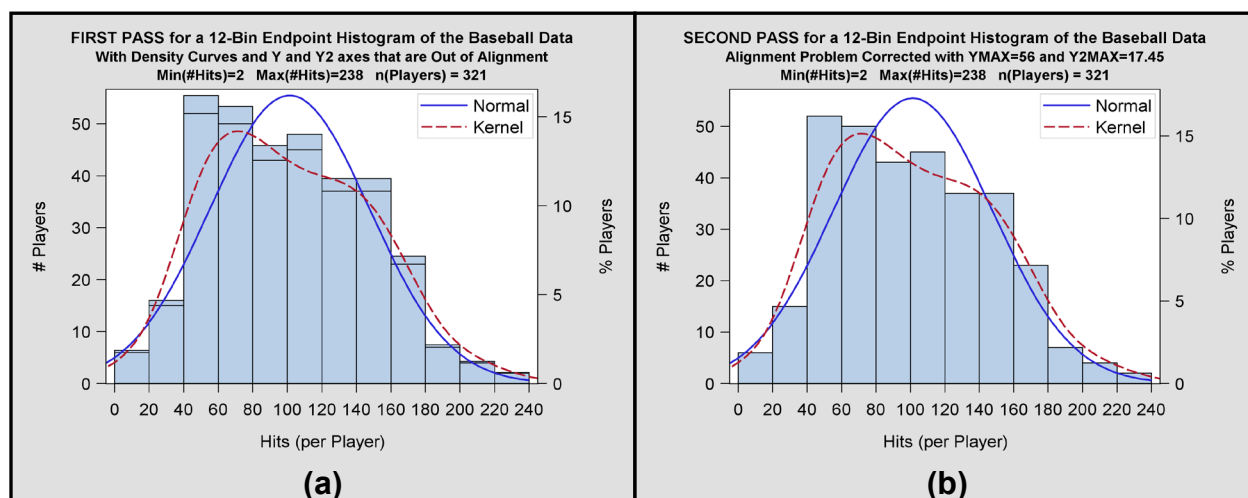 FIRST PASS for a 12-Bin Endpoint Histogram of the Baseball Data
With Density Curves and Y and Y2 axes that are Out of Alignment
Min(#Hits)=2 Max(#Hits)=238 n(Players) = 321
Normal
Kernel
# Players
50
40
30
20
10
0
% Players
15
10
5
0
0 20 40 60 80 100 120 140 160 180 200 220 240
Hits (per Player)
(a)
SECOND PASS for a 12-Bin Endpoint Histogram of the Baseball Data
Alignment Problem Corrected with YMAX=56 and Y2MAX=17.45
Min(#Hits)=2 Max(#Hits)=238 n(Players) = 321
Normal
Kernel
# Players
50
40
30
20
10
0
% Players
15
10
5
0
0 20 40 60 80 100 120 140 160 180 200 220 240
Hits (per Player)
(b)